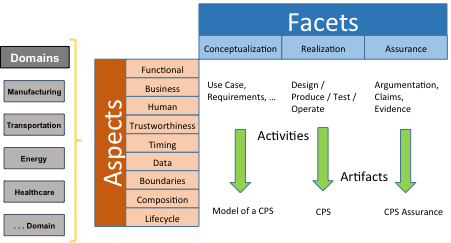 Facets
Conceptualization Realization Assurance
Domains
Manufacturing
Transportation
Energy
Healthcare
. . . Domain
Aspects
Functional
Business
Human
Trustworthiness
Timing
Data
Boundaries
Composition
Lifecycle
Use Case,
Requirements, ...
Design /
Produce / Test /
Operate
Argumentation,
Claims,
Evidence
Activities
Artifacts
Model of a CPS
CPS
CPS Assurance